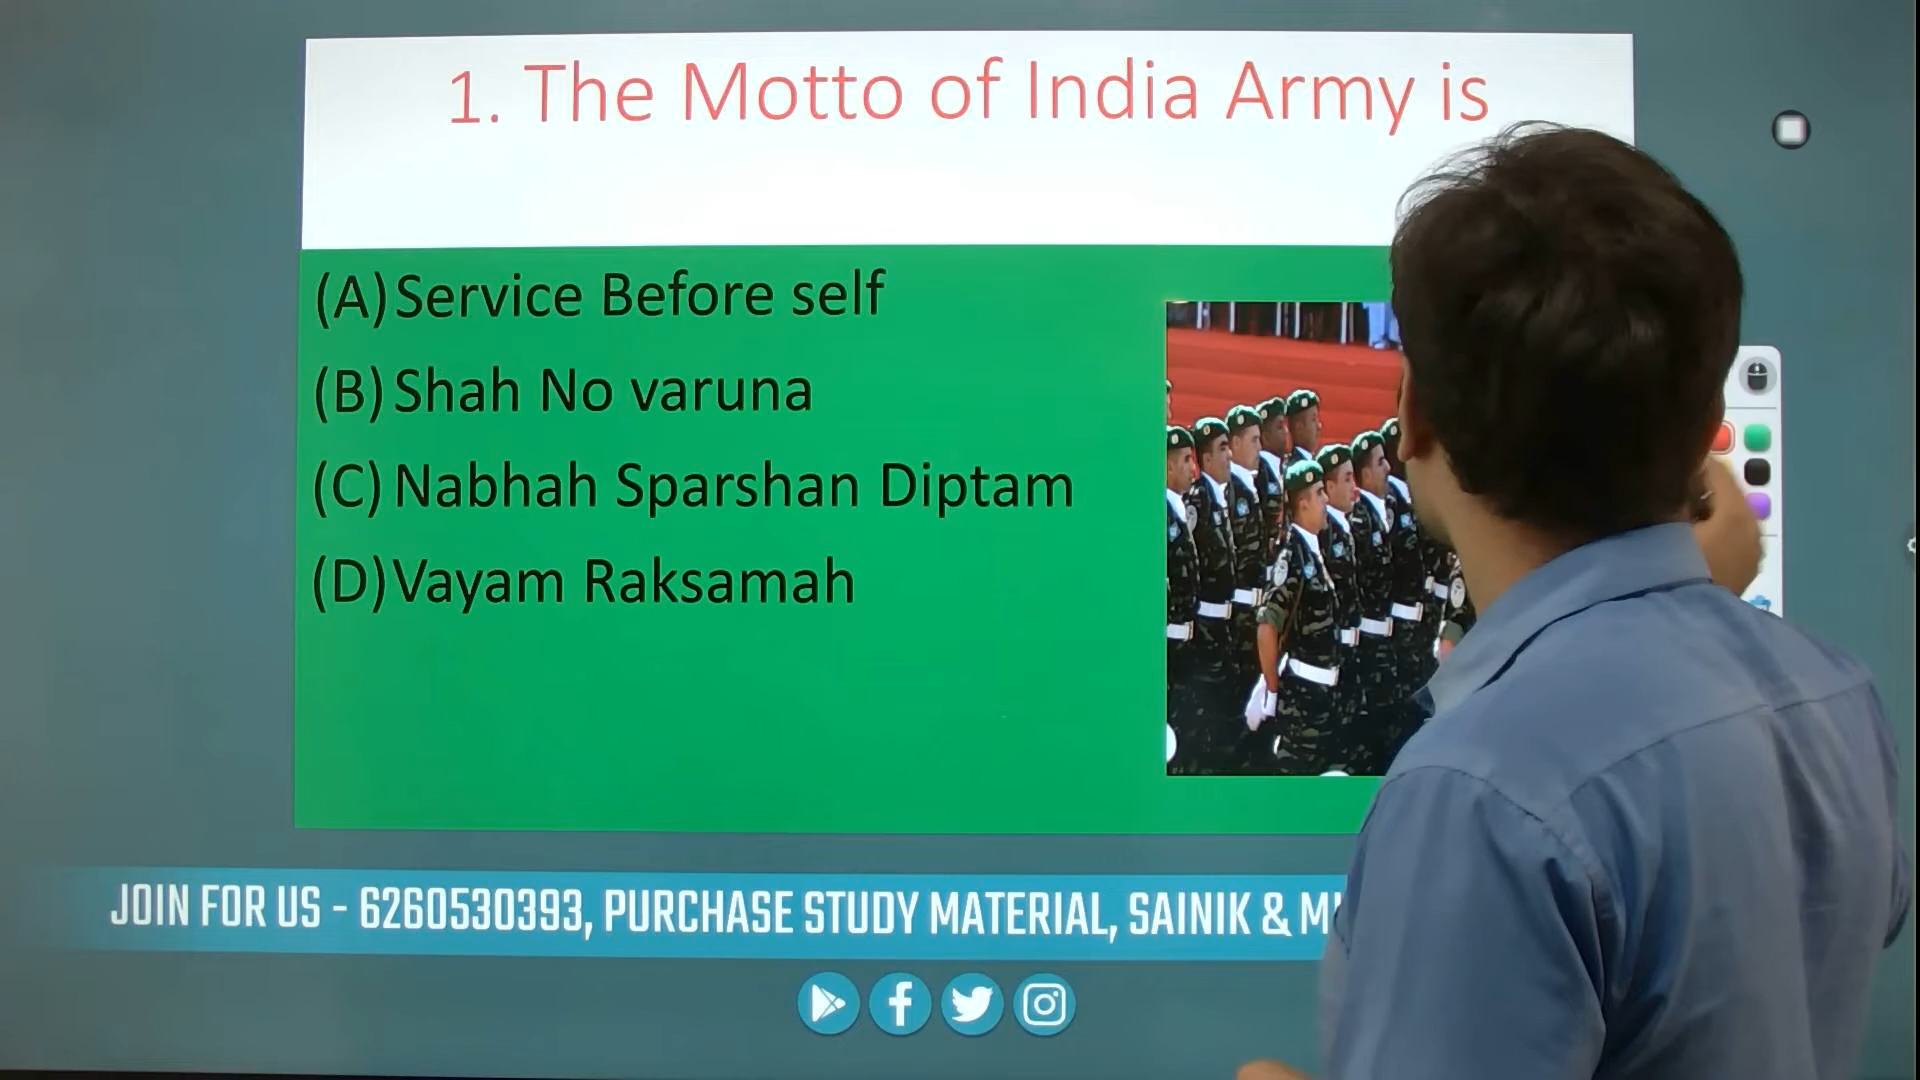 1. The Motto of India Army is
(A) Service Before self
(B) Shah No varuna
(C) Nabhah Sparshan Diptam
(D) Vayam Raksamah
JOIN FOR US - 6260530393, PURCHASE STUDY MATERIAL, SAINIK &